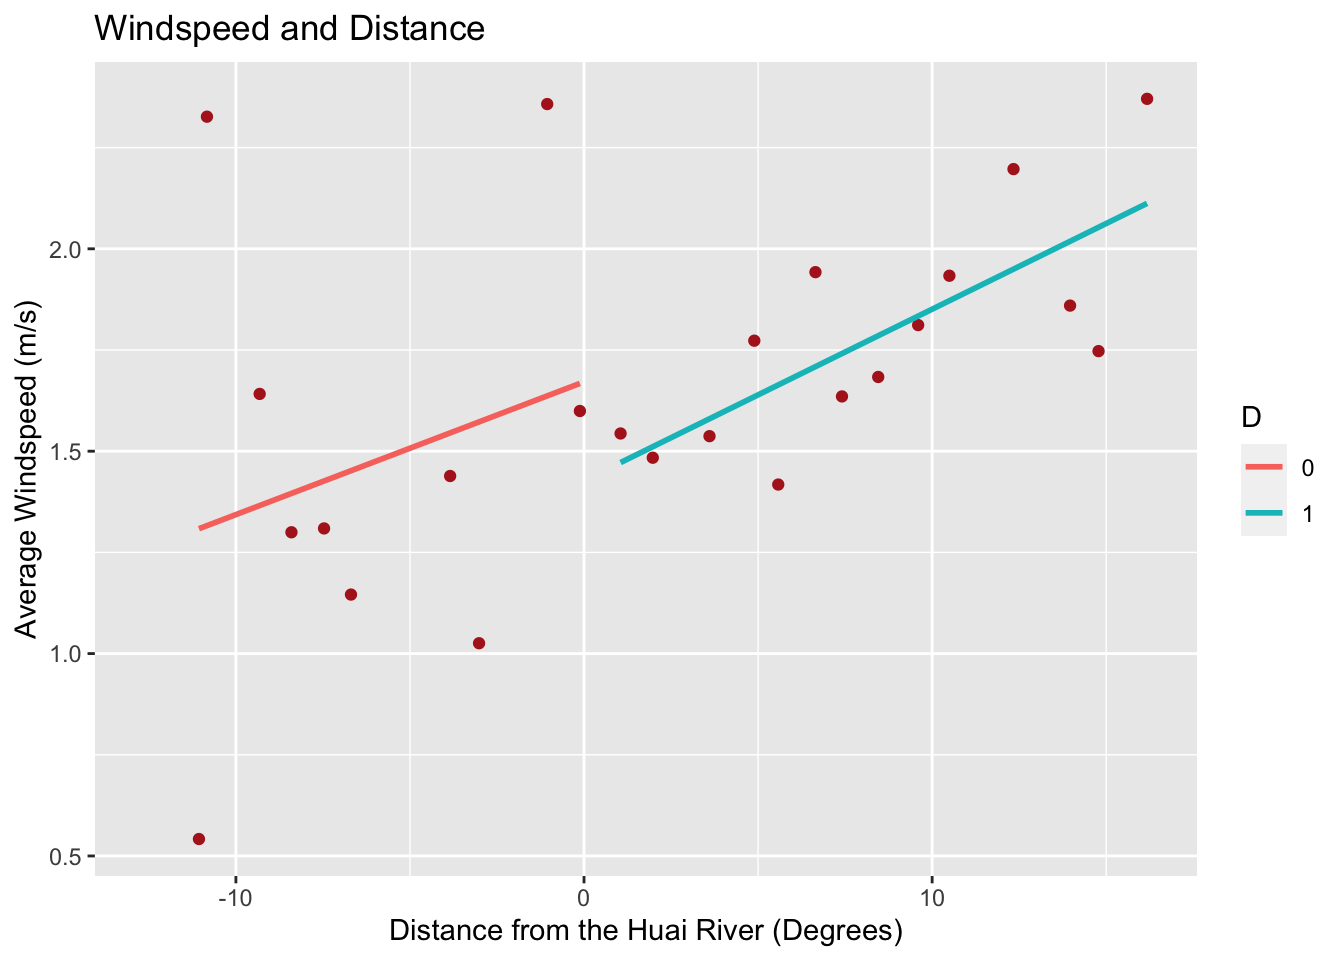 Windspeed and Distance
Average Windspeed (m/s)
2.0
1.5
1.0
0.5
-10 0 10
Distance from the Huai River (Degrees)
D
0
1